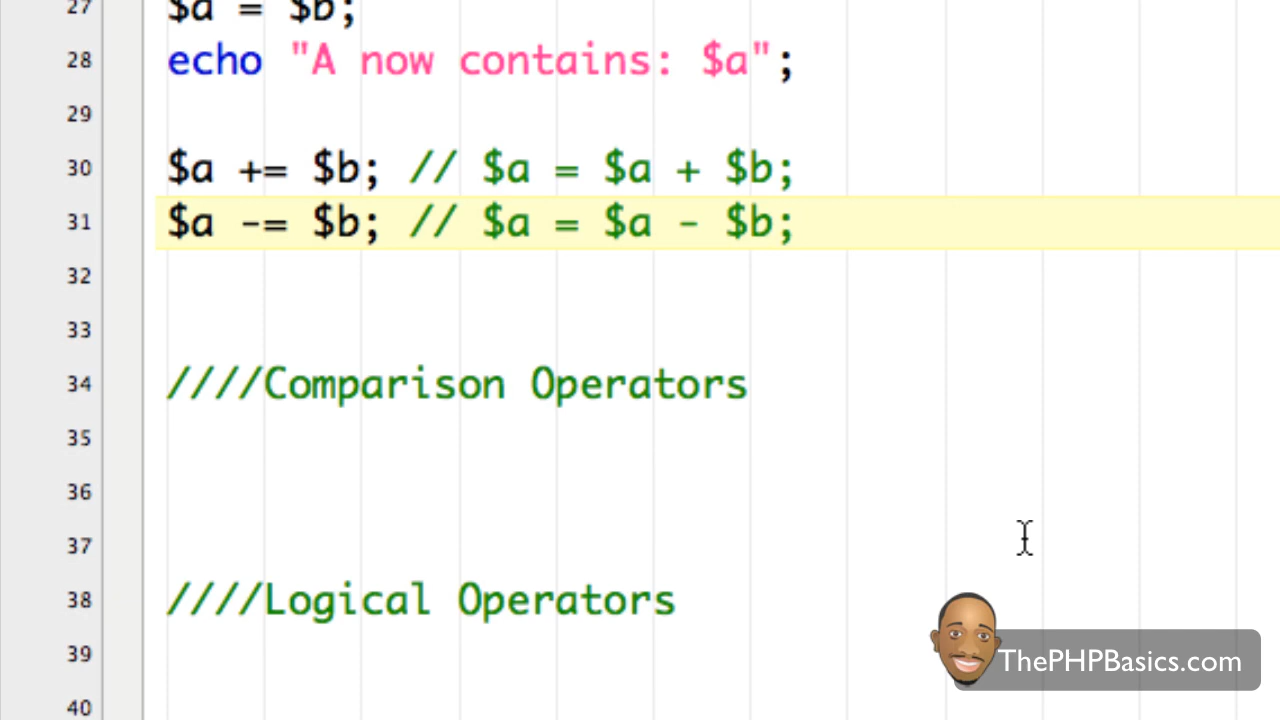 27 $a = $b;
28 echo "A now contains: $a";
29
30 $a += $b; // $a = $a + $b;
31 $a -= $b; // $a = $a - $b;
32
33
34 ////Comparison Operators
35
36
37
38 ////Logical Operators
39
40
ThePHPBasics.com